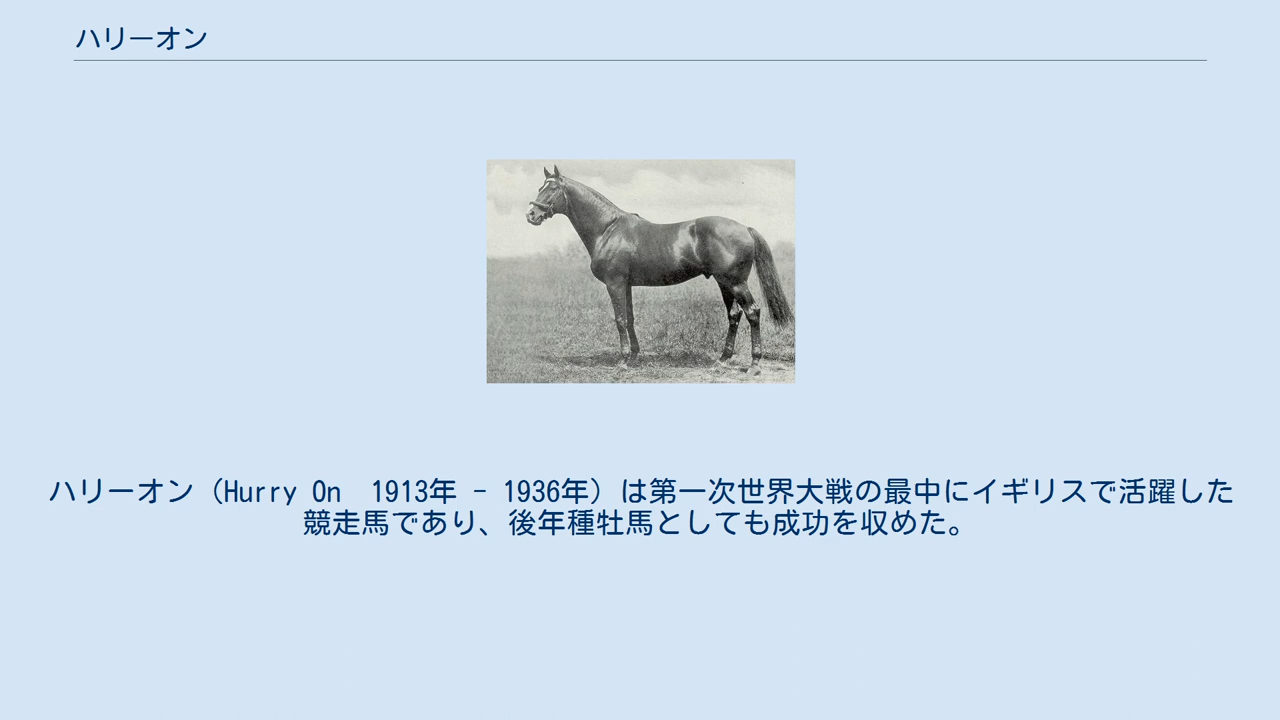 ハリーオン
ハリーオン（Hurry On　1913年 - 1936年）は第一次世界大戦の最中にイギリスで活躍した
競走馬であり、後年種牡馬としても成功を収めた。